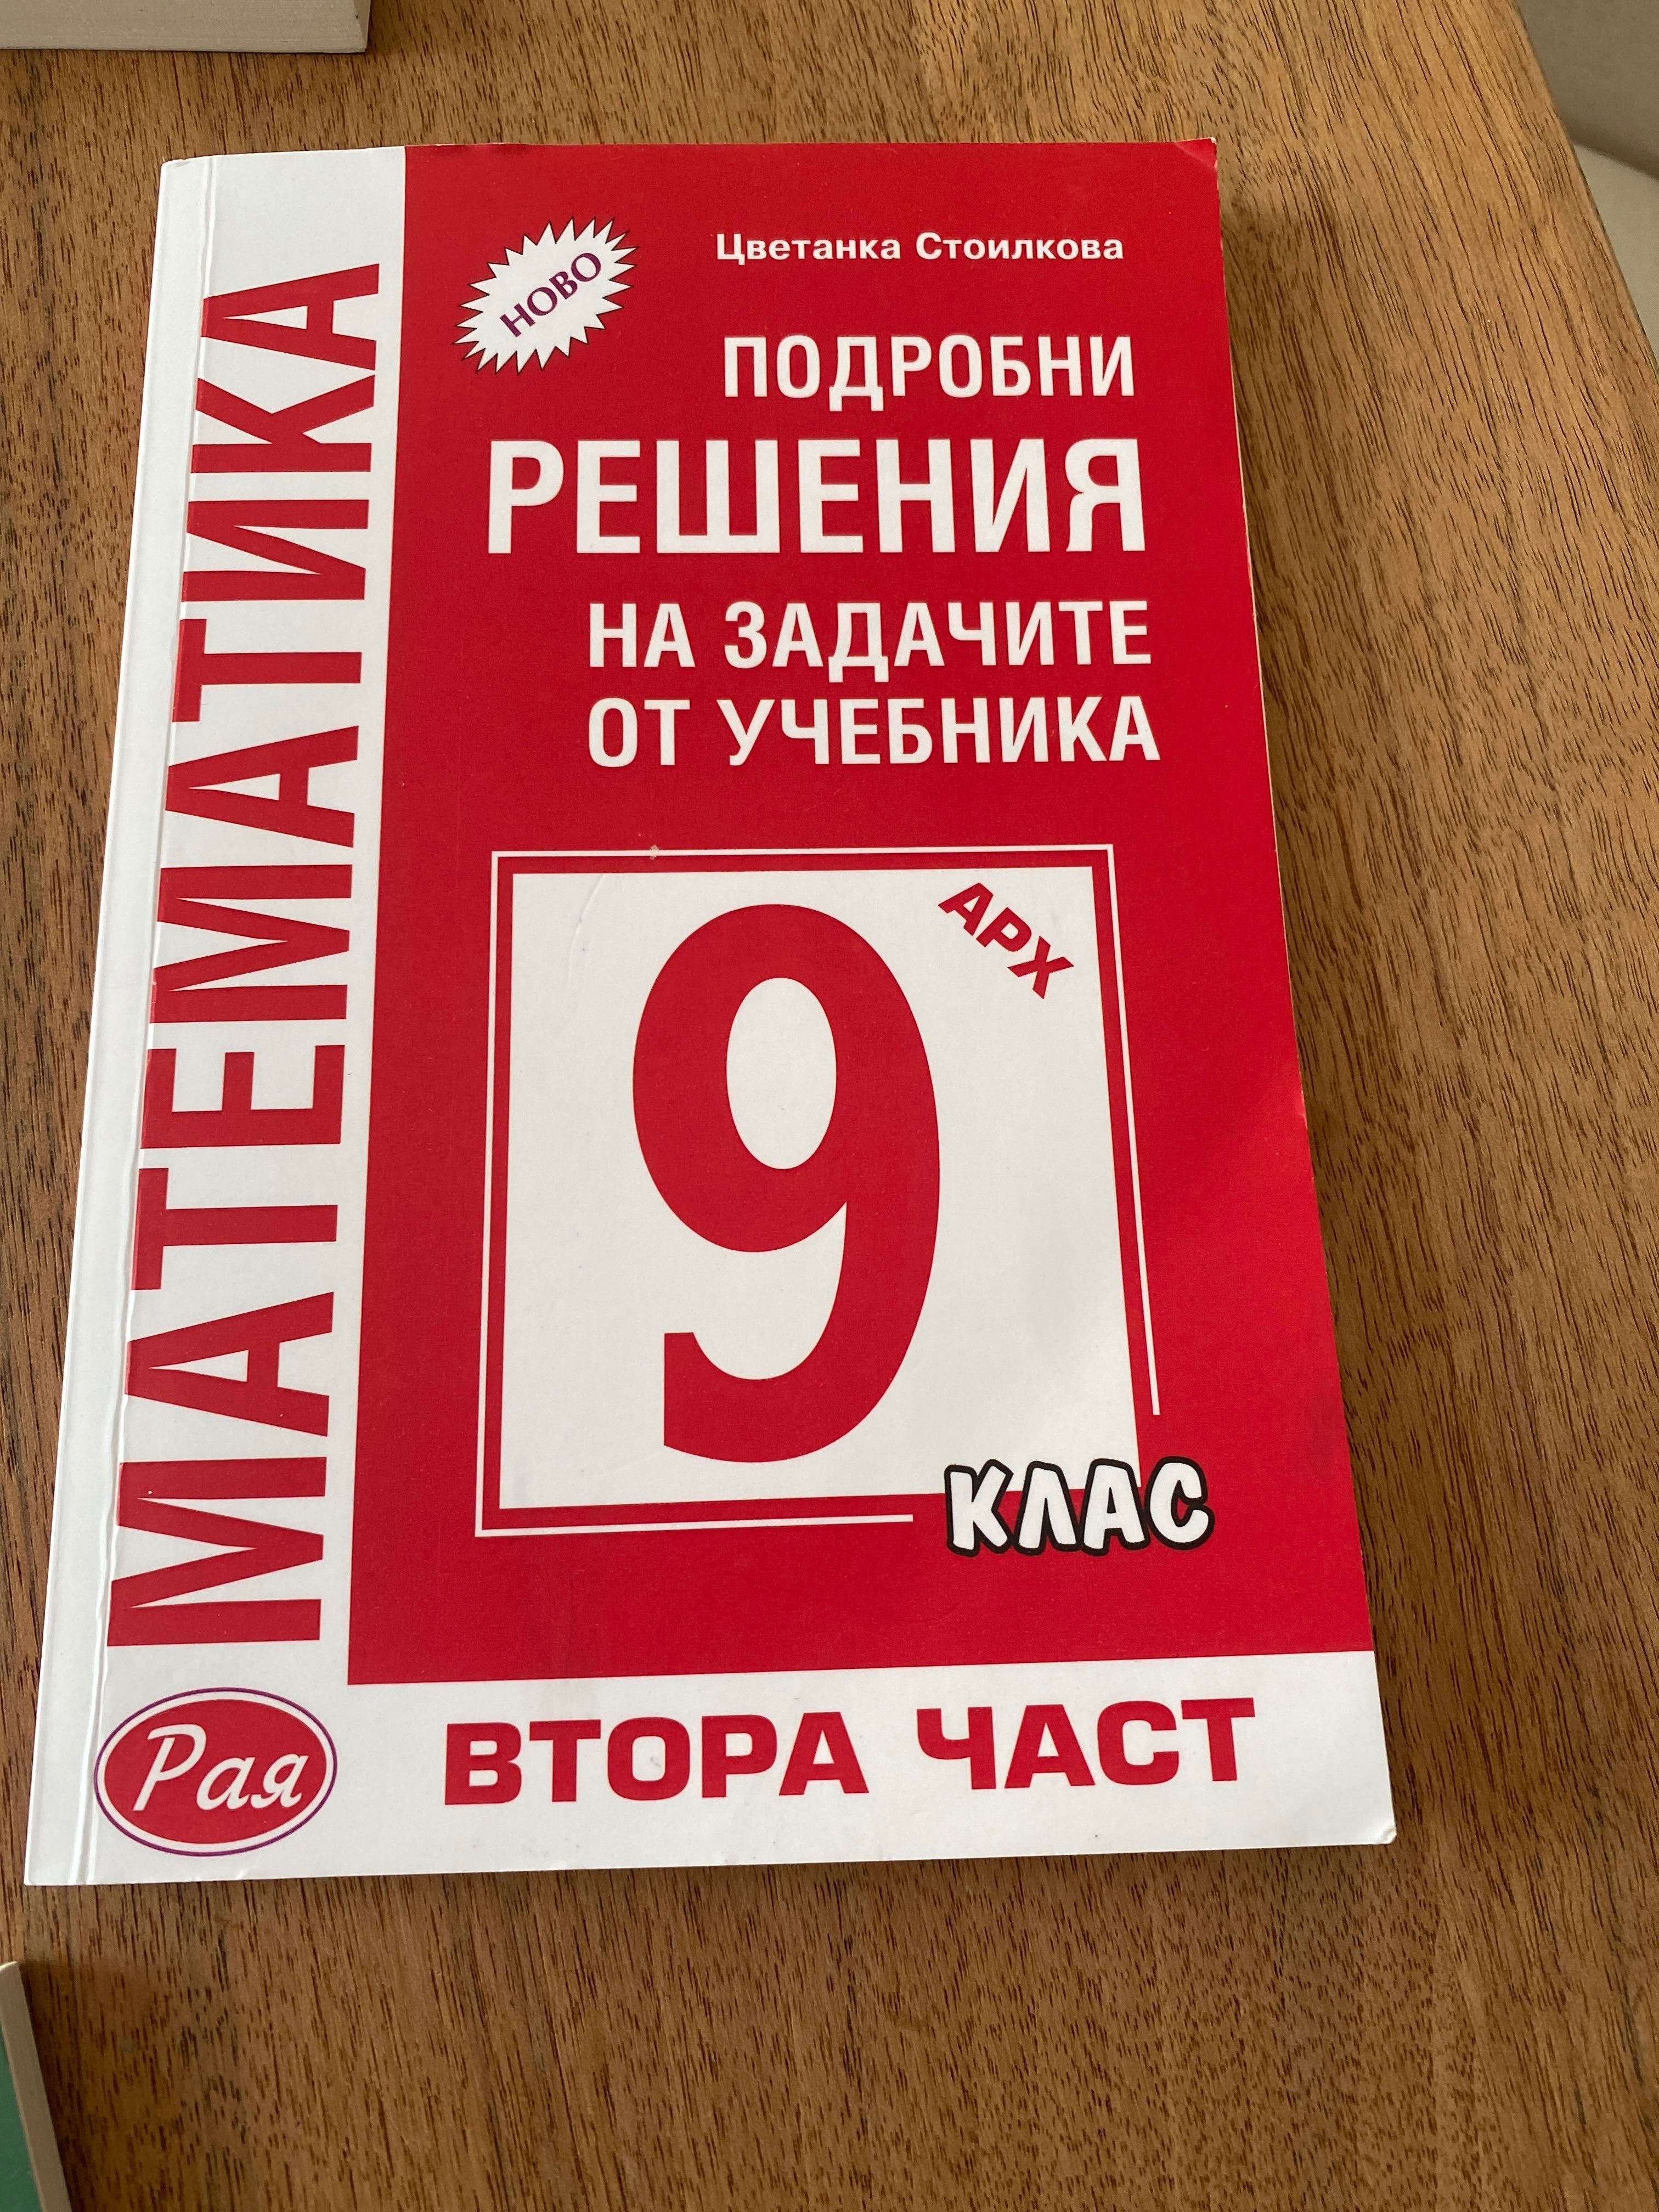 Цветанка Стоилкова
НОВО
ПОДРОБНИ
РЕШЕНИЯ
НА ЗАДАЧИТЕ
ОТ УЧЕБНИКА
МАТЕМАТИКА
АРХ
9
КЛАС
Рая
ВТОРА ЧАСТ